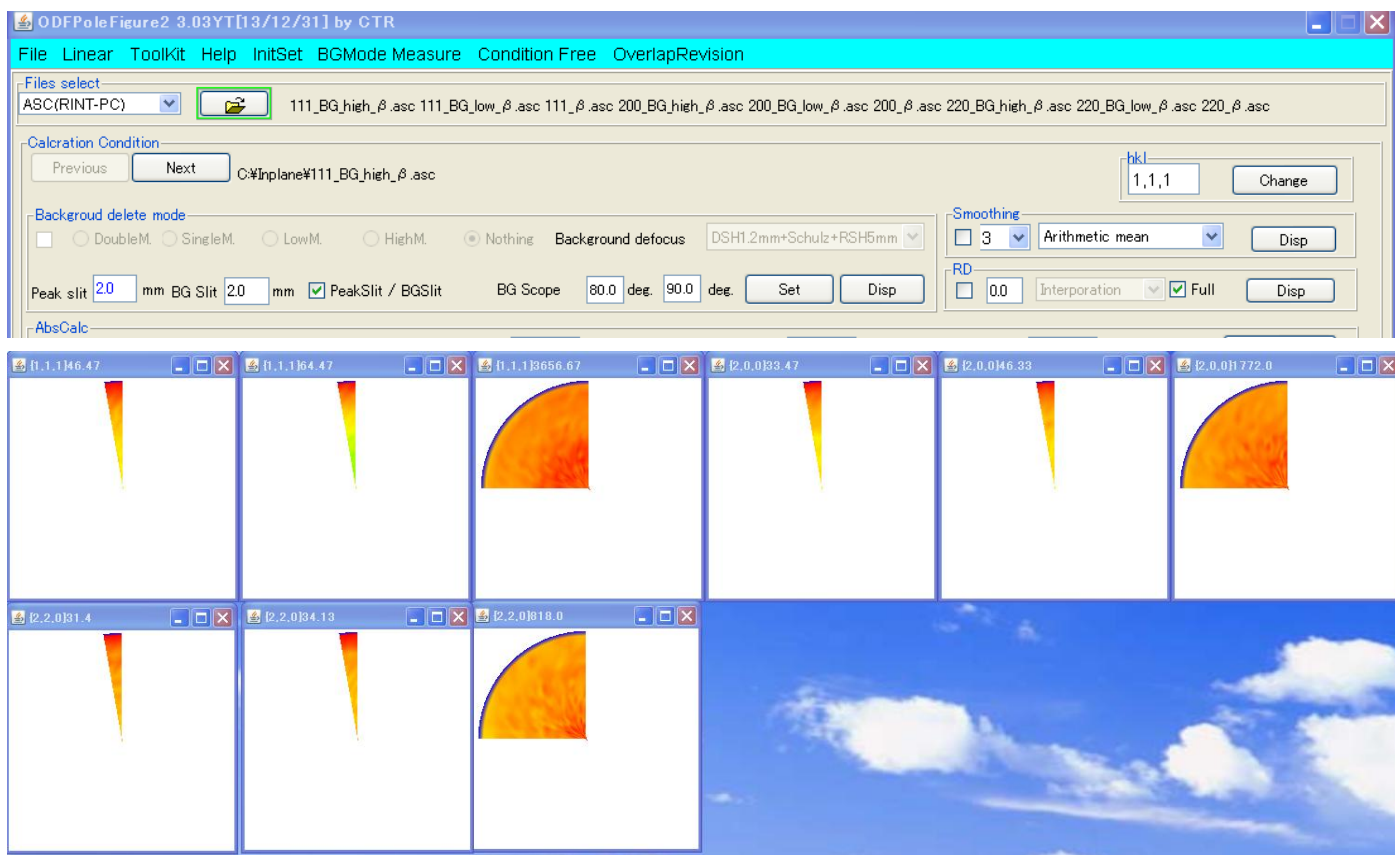 ODFPoleFigure2 3.03YT[13/12/31] by CTR
File Linear ToolKit Help InitSet BGMode Measure Condition Free OverlapRevision
Files select
ASC(RINT-PC) 111_BG_high_β.asc 111_BG_low_β.asc 111_β.asc 200_BG_high_β.asc 200_BG_low_β.asc 200_β.asc 220_BG_high_β.asc 220_BG_low_β.asc 220_β.asc
Calcration Condition
Previous Next C:¥Inplane¥111_BG_high_β.asc
hkl
1,1,1 Change
Backgroud delete mode
DoubleM. SingleM. LowM. HighM. Nothing Background defocus DSH1.2mm+Schulz+RSH5mm
Smoothing
3 Arithmetic mean Disp
Peak slit 2.0 mm BG Slit 2.0 mm PeakSlit / BGSlit BG Scope 80.0 deg. 90.0 deg. Set Disp
RD
0.0 Interporation Full Disp
AbsCalc
{1,1,1}46.47 {1,1,1}64.47 {1,1,1}3656.67 {2,0,0}33.47 {2,0,0}46.33 {2,0,0}1772.0
{2,2,0}31.4 {2,2,0}34.13 {2,2,0}818.0